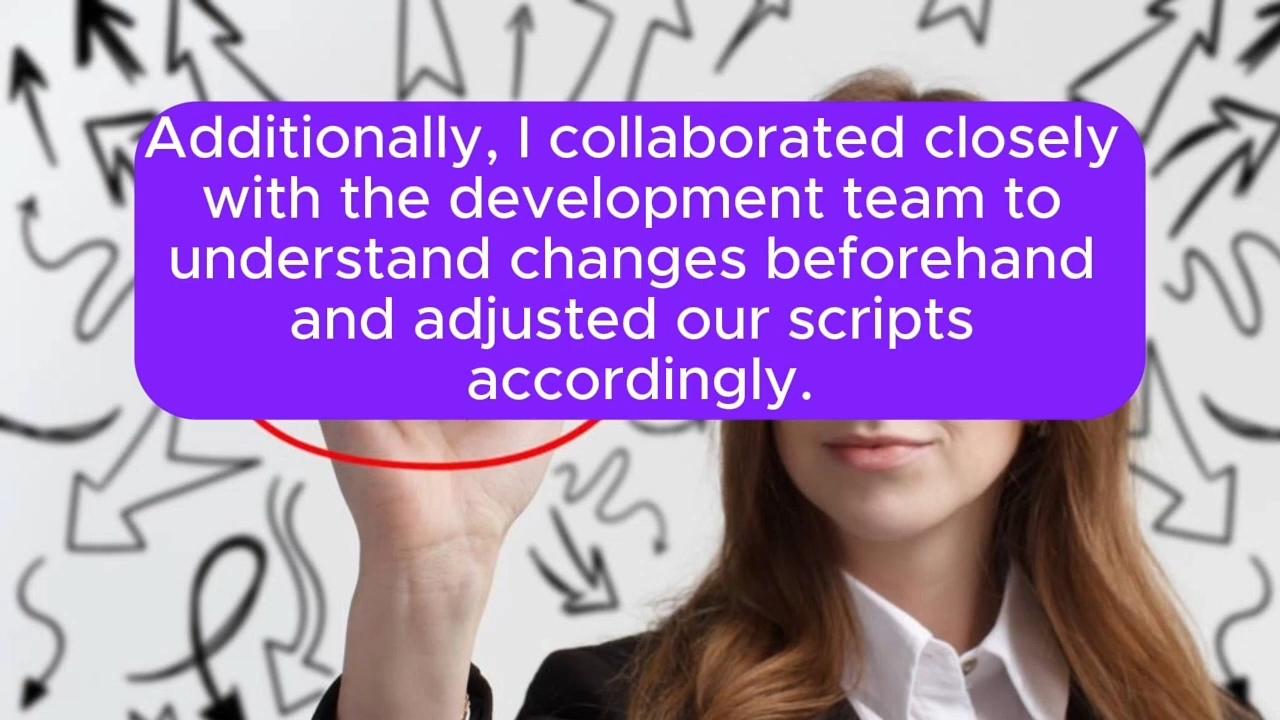 Additionally, I collaborated closely
with the development team to
understand changes beforehand
and adjusted our scripts
accordingly.